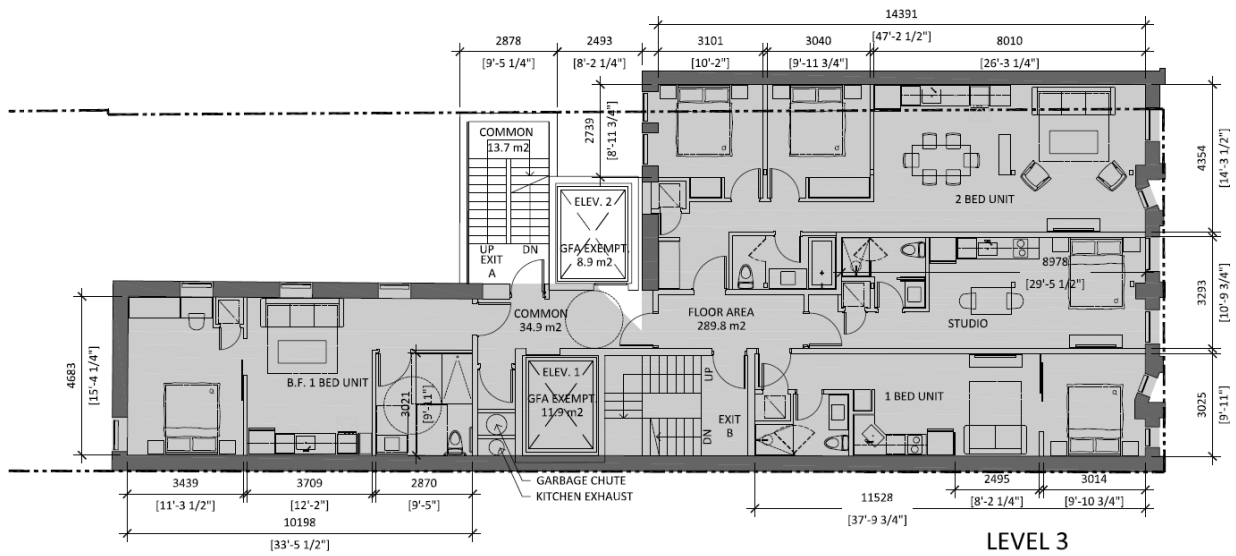 14391
[47'-2 1/2"]
2878
[9'-5 1/4"]
2493
[8'-2 1/4"]
3101
[10'-2"]
3040
[9'-11 3/4"]
8010
[26'-3 1/4"]
2739
[8'-11 3/4"]
4354
[14'-3 1/2"]
COMMON
13.7 m2
ELEV. 2
GFA EXEMPT.
8.9 m2
UP
DN
EXIT
A
2 BED UNIT
8978
[29'-5 1/2"]
3293
[10'-9 3/4"]
STUDIO
COMMON
34.9 m2
FLOOR AREA
289.8 m2
4683
[15'-4 1/4"]
B.F. 1 BED UNIT
3021
[9'-11"]
ELEV. 1
GFA EXEMPT.
11.9 m2
UP
DN
EXIT
B
1 BED UNIT
3025
[9'-11"]
GARBAGE CHUTE
KITCHEN EXHAUST
3439
[11'-3 1/2"]
3709
[12'-2"]
2870
[9'-5"]
10198
[33'-5 1/2"]
2495
[8'-2 1/4"]
3014
[9'-10 3/4"]
11528
[37'-9 3/4"]
LEVEL 3